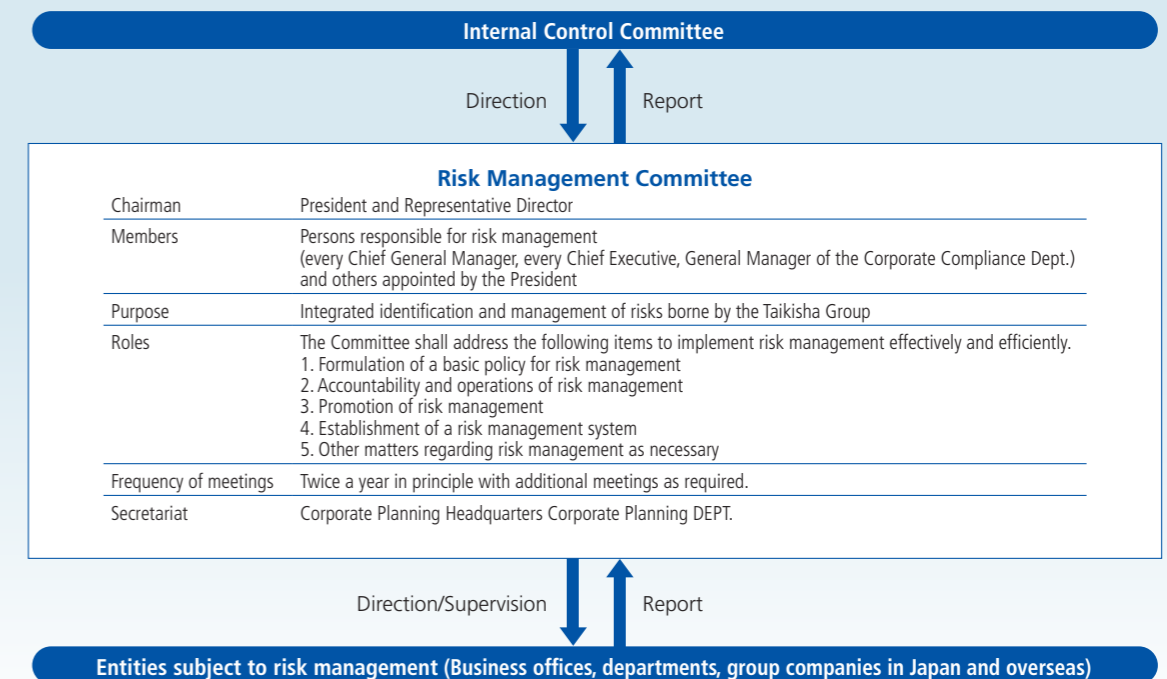 Internal Control Committee
Direction
Report
Risk Management Committee
Chairman President and Representative Director
Members Persons responsible for risk management
(every Chief General Manager, every Chief Executive, General Manager of the Corporate Compliance Dept.)
and others appointed by the President
Purpose Integrated identification and management of risks borne by the Taikisha Group
Roles The Committee shall address the following items to implement risk management effectively and efficiently.
1. Formulation of a basic policy for risk management
2. Accountability and operations of risk management
3. Promotion of risk management
4. Establishment of a risk management system
5. Other matters regarding risk management as necessary
Frequency of meetings Twice a year in principle with additional meetings as required.
Secretariat Corporate Planning Headquarters Corporate Planning DEPT.
Direction/Supervision
Report
Entities subject to risk management (Business offices, departments, group companies in Japan and overseas)